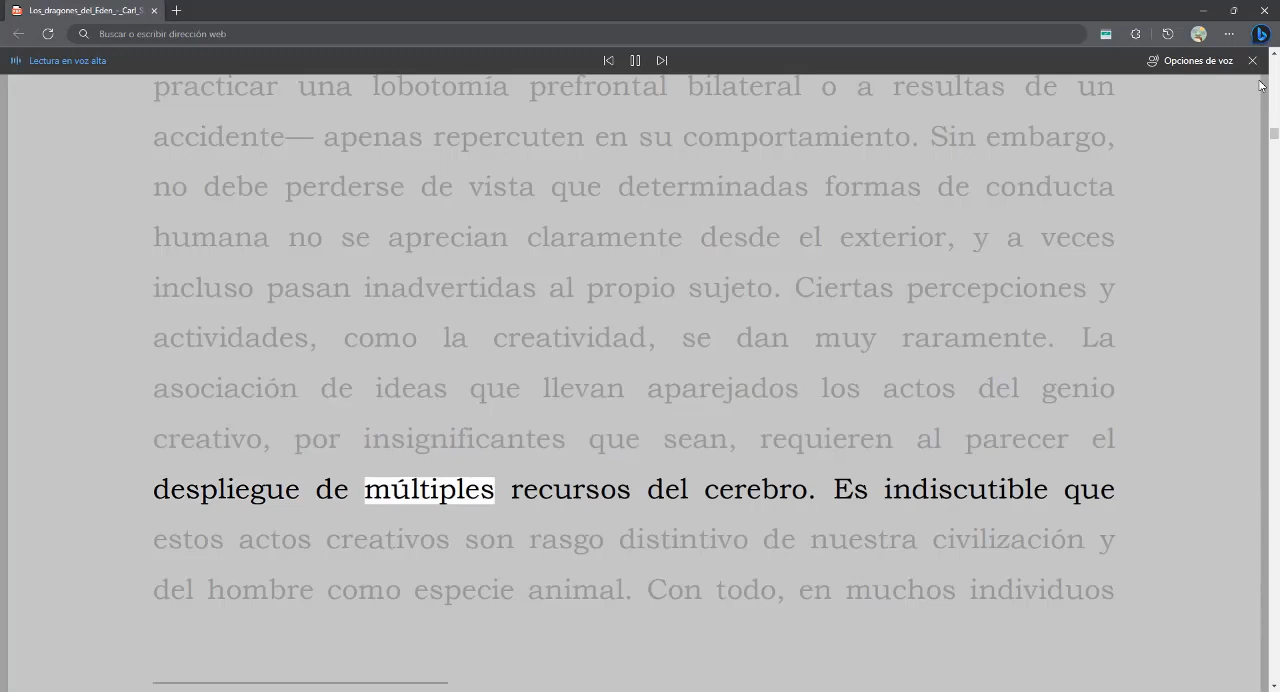 Los_dragones_del_Eden_-_Carl_S
Buscar o escribir dirección web
Lectura en voz alta
Opciones de voz
practicar una lobotomía prefrontal bilateral o a resultas de un
accidente— apenas repercuten en su comportamiento. Sin embargo,
no debe perderse de vista que determinadas formas de conducta
humana no se aprecian claramente desde el exterior, y a veces
incluso pasan inadvertidas al propio sujeto. Ciertas percepciones y
actividades, como la creatividad, se dan muy raramente. La
asociación de ideas que llevan aparejados los actos del genio
creativo, por insignificantes que sean, requieren al parecer el
despliegue de múltiples recursos del cerebro. Es indiscutible que
estos actos creativos son rasgo distintivo de nuestra civilización y
del hombre como especie animal. Con todo, en muchos individuos